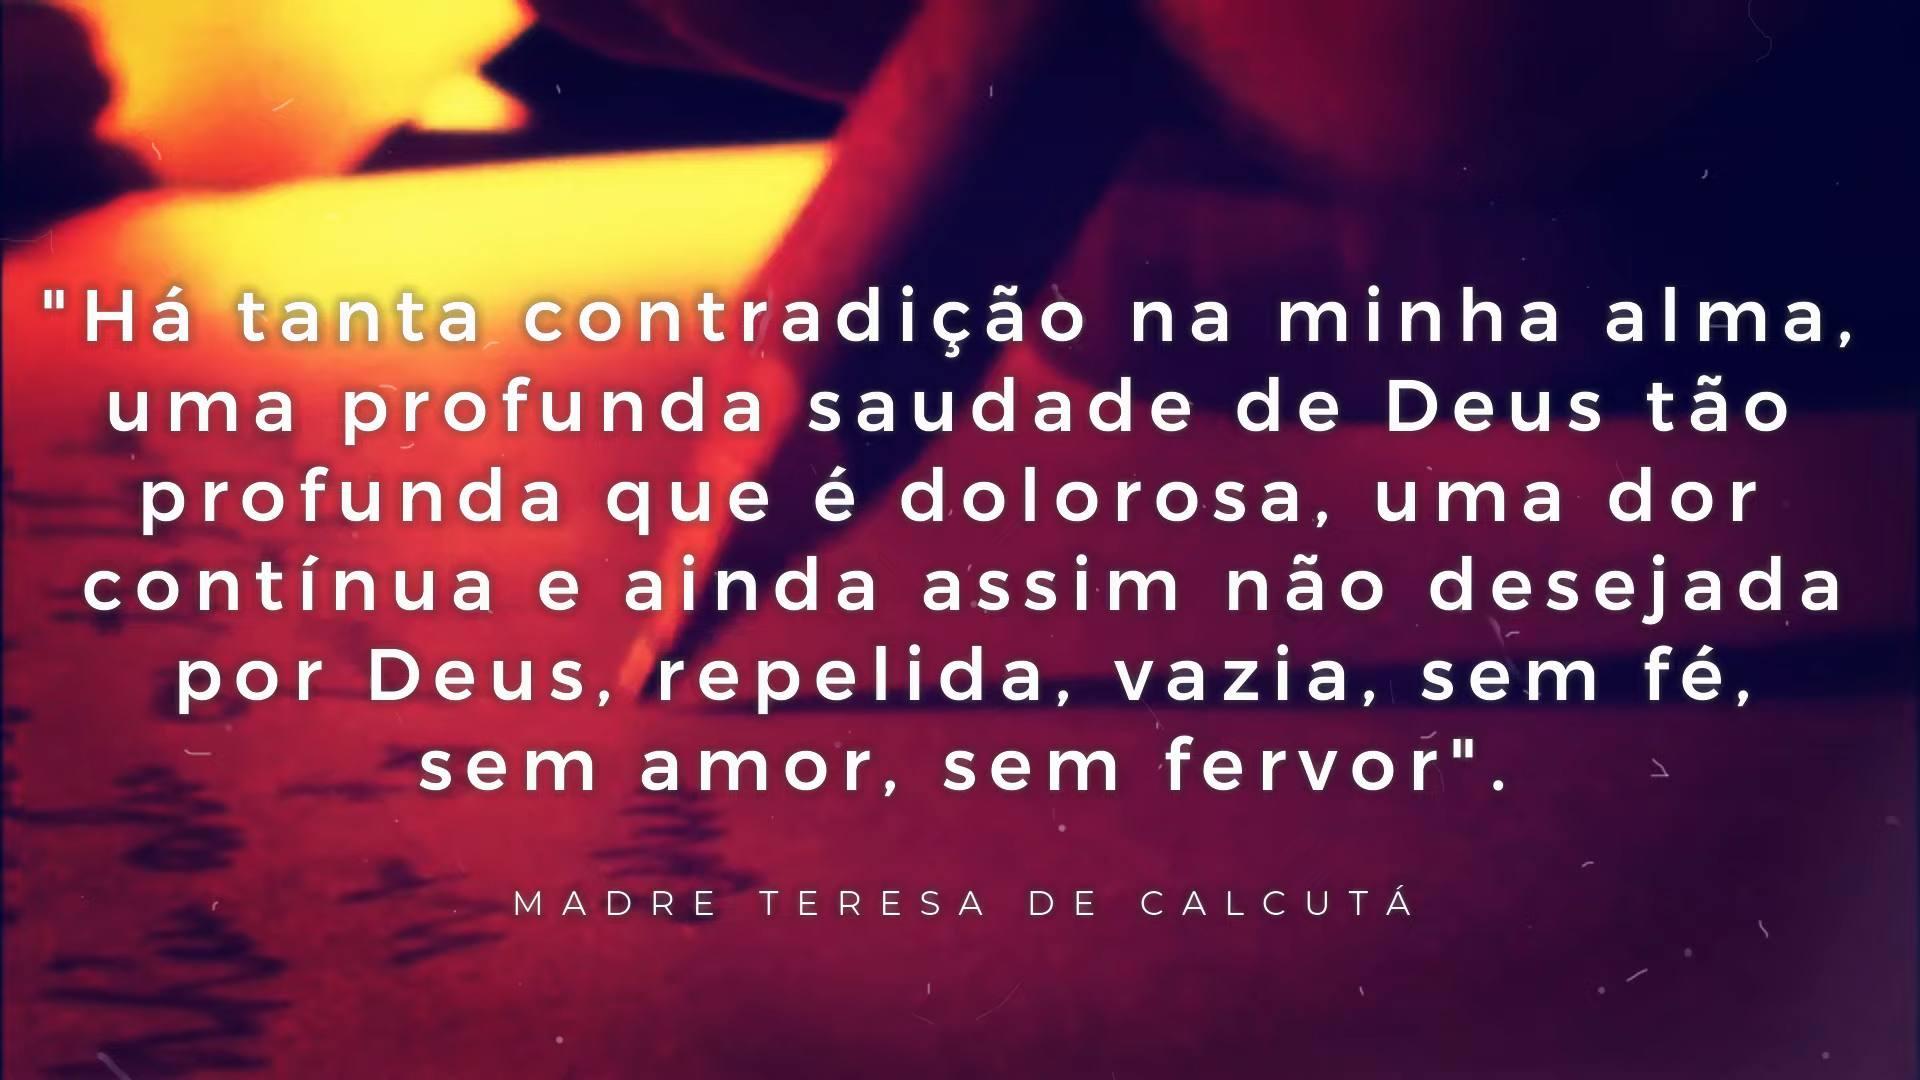 "Há tanta contradição na minha alma,
uma profunda saudade de Deus tão
profunda que é dolorosa, uma dor
contínua e ainda assim não desejada
por Deus, repelida, vazia, sem fé,
sem amor, sem fervor".
MADRE TERESA DE CALCUTÁ